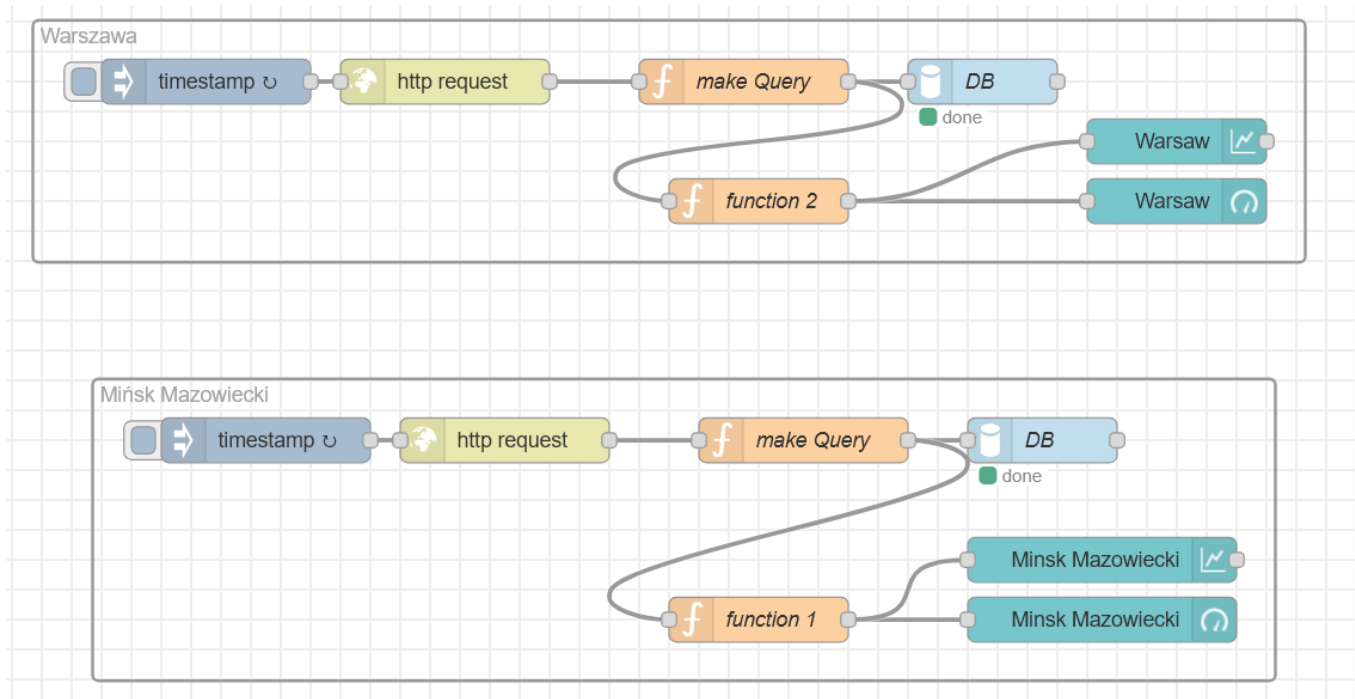 Warszawa
timestamp ↻
http request
make Query
DB
done
Warsaw
function 2
Warsaw
Mińsk Mazowiecki
timestamp ↻
http request
make Query
DB
done
Minsk Mazowiecki
function 1
Minsk Mazowiecki